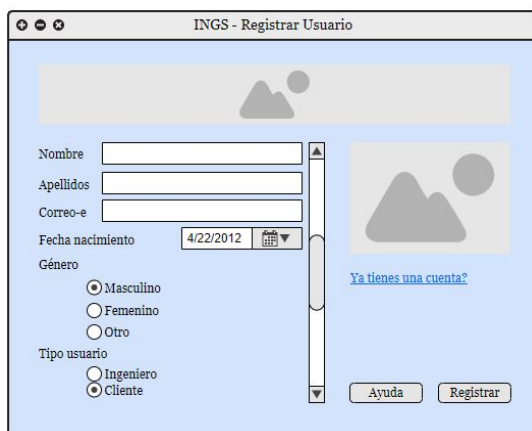 INGS - Registrar Usuario
Nombre
Apellidos
Correo-e
Fecha nacimiento 4/22/2012
Género
Masculino
Femenino
Otro
Tipo usuario
Ingeniero
Cliente
Ya tienes una cuenta?
Ayuda Registrar